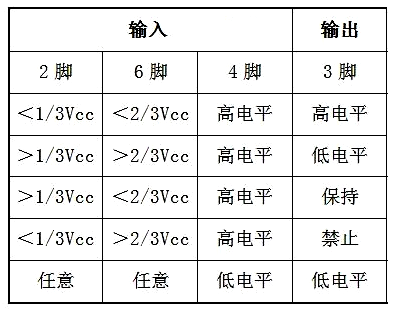 输入 输出
2脚 6脚 4脚 3脚
＜1/3Vcc ＜2/3Vcc 高电平 高电平
＞1/3Vcc ＞2/3Vcc 高电平 低电平
＞1/3Vcc ＜2/3Vcc 高电平 保持
＜1/3Vcc ＞2/3Vcc 高电平 禁止
任意 任意 低电平 低电平